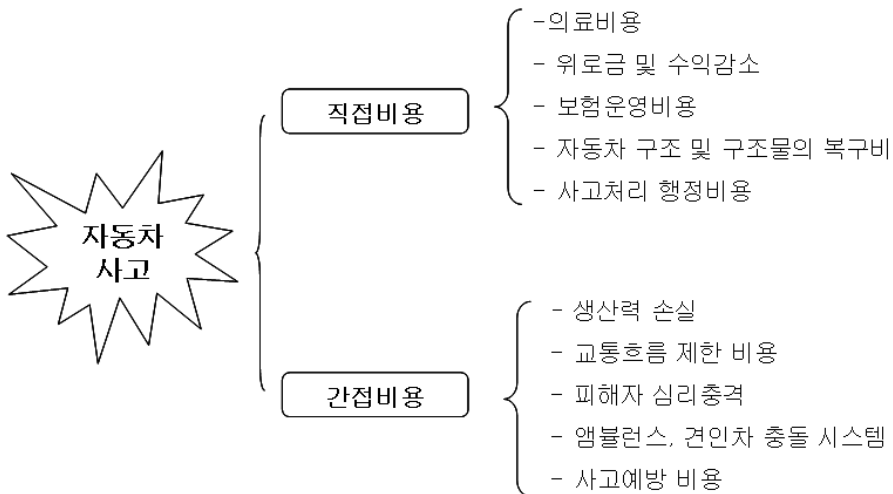 자동차
사고
직접비용
-의료비용
- 위로금 및 수익감소
- 보험운영비용
- 자동차 구조 및 구조물의 복구비
- 사고처리 행정비용
간접비용
- 생산력 손실
- 교통흐름 제한 비용
- 피해자 심리충격
- 앰뷸런스, 견인차 충돌 시스템
- 사고예방 비용